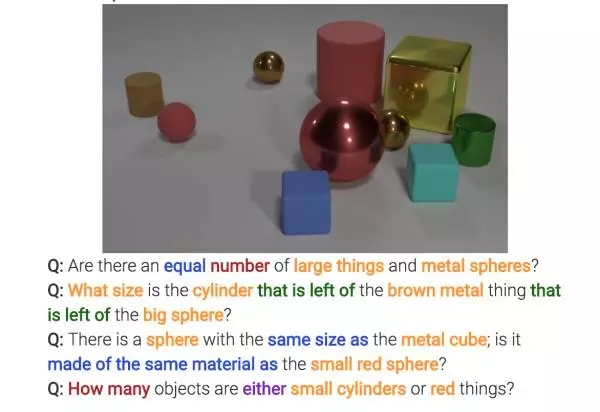 Q: Are there an equal number of large things and metal spheres?
Q: What size is the cylinder that is left of the brown metal thing that
is left of the big sphere?
Q: There is a sphere with the same size as the metal cube; is it
made of the same material as the small red sphere?
Q: How many objects are either small cylinders or red things?